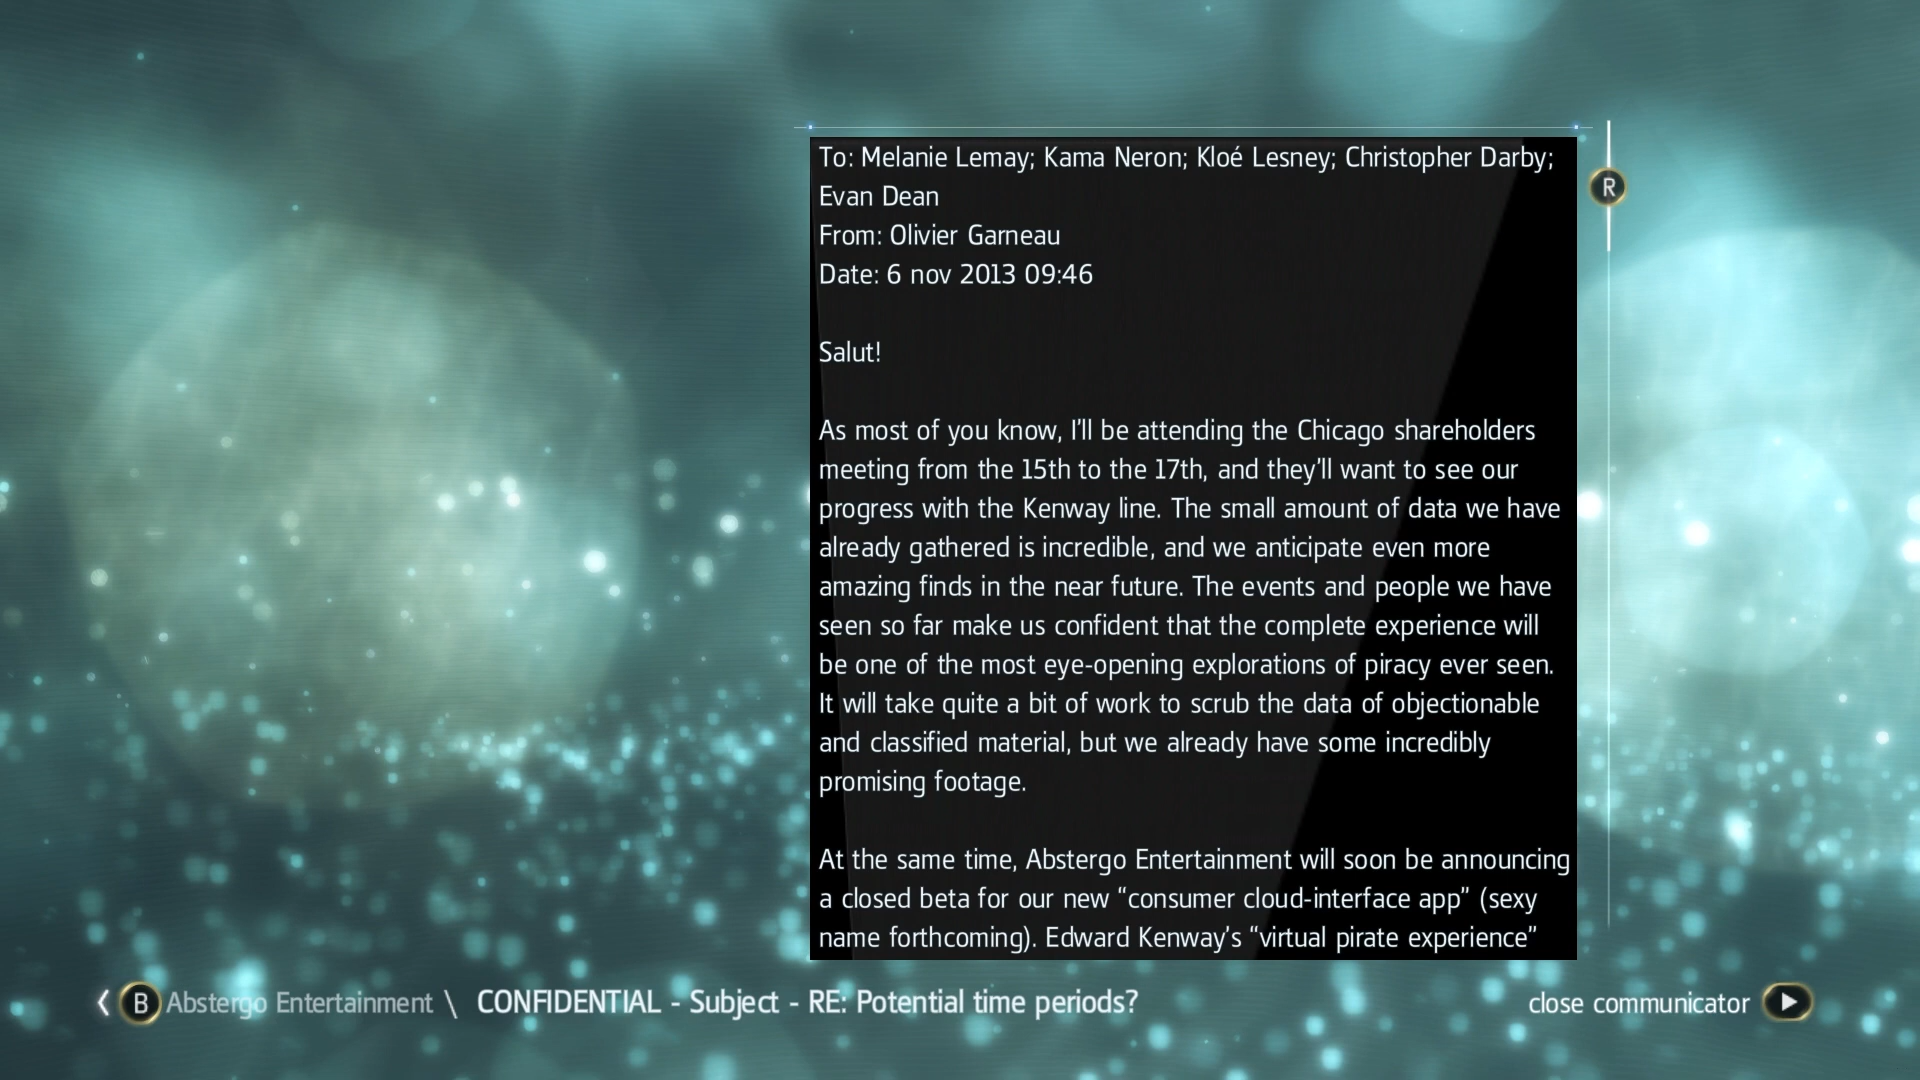 To: Melanie Lemay; Kama Neron; Kloé Lesney; Christopher Darby;
Evan Dean
From: Olivier Garneau
Date: 6 nov 2013 09:46
Salut!
As most of you know, I'll be attending the Chicago shareholders
meeting from the 15th to the 17th, and they'll want to see our
progress with the Kenway line. The small amount of data we have
already gathered is incredible, and we anticipate even more
amazing finds in the near future. The events and people we have
seen so far make us confident that the complete experience will
be one of the most eye-opening explorations of piracy ever seen.
It will take quite a bit of work to scrub the data of objectionable
and classified material, but we already have some incredibly
promising footage.
At the same time, Abstergo Entertainment will soon be announcing
a closed beta for our new “consumer cloud-interface app” (sexy
name forthcoming). Edward Kenway's “virtual pirate experience”
R
B Abstergo Entertainment \ CONFIDENTIAL - Subject - RE: Potential time periods?
close communicator